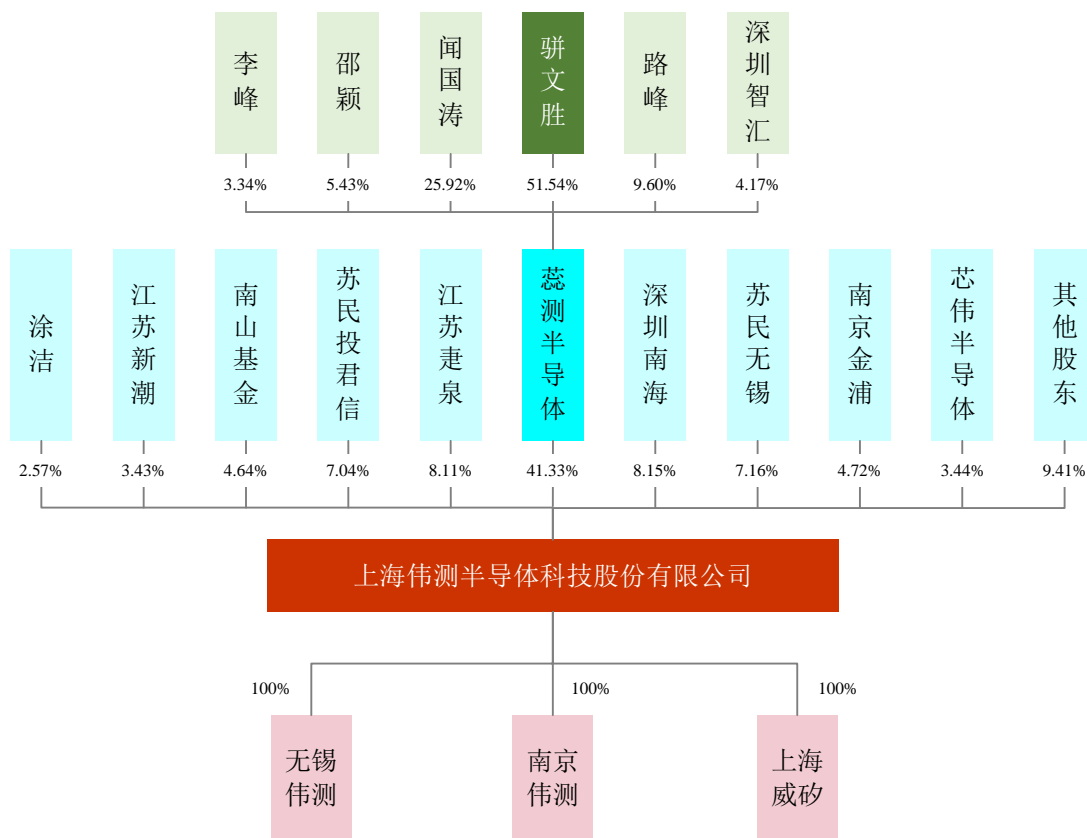 李峰
邵颖
闻国涛
骈文胜
路峰
深圳智汇
3.34%
5.43%
25.92%
51.54%
9.60%
4.17%
涂洁
江苏新潮
南山基金
苏民投君信
江苏疌泉
蕊测半导体
深圳南海
苏民无锡
南京金浦
芯伟半导体
其他股东
2.57%
3.43%
4.64%
7.04%
8.11%
41.33%
8.15%
7.16%
4.72%
3.44%
9.41%
上海伟测半导体科技股份有限公司
100%
100%
100%
无锡
伟测
南京
伟测
上海
威矽